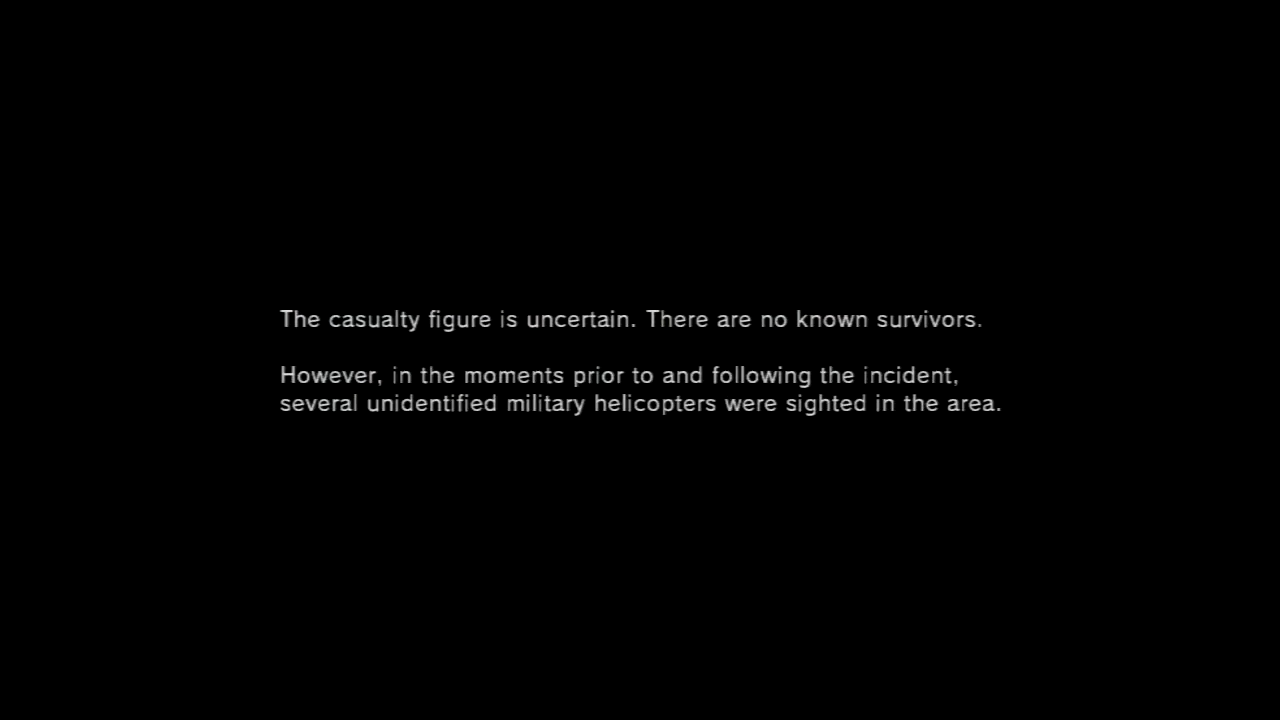 The casualty figure is uncertain. There are no known survivors.
However, in the moments prior to and following the incident,
several unidentified military helicopters were sighted in the area.